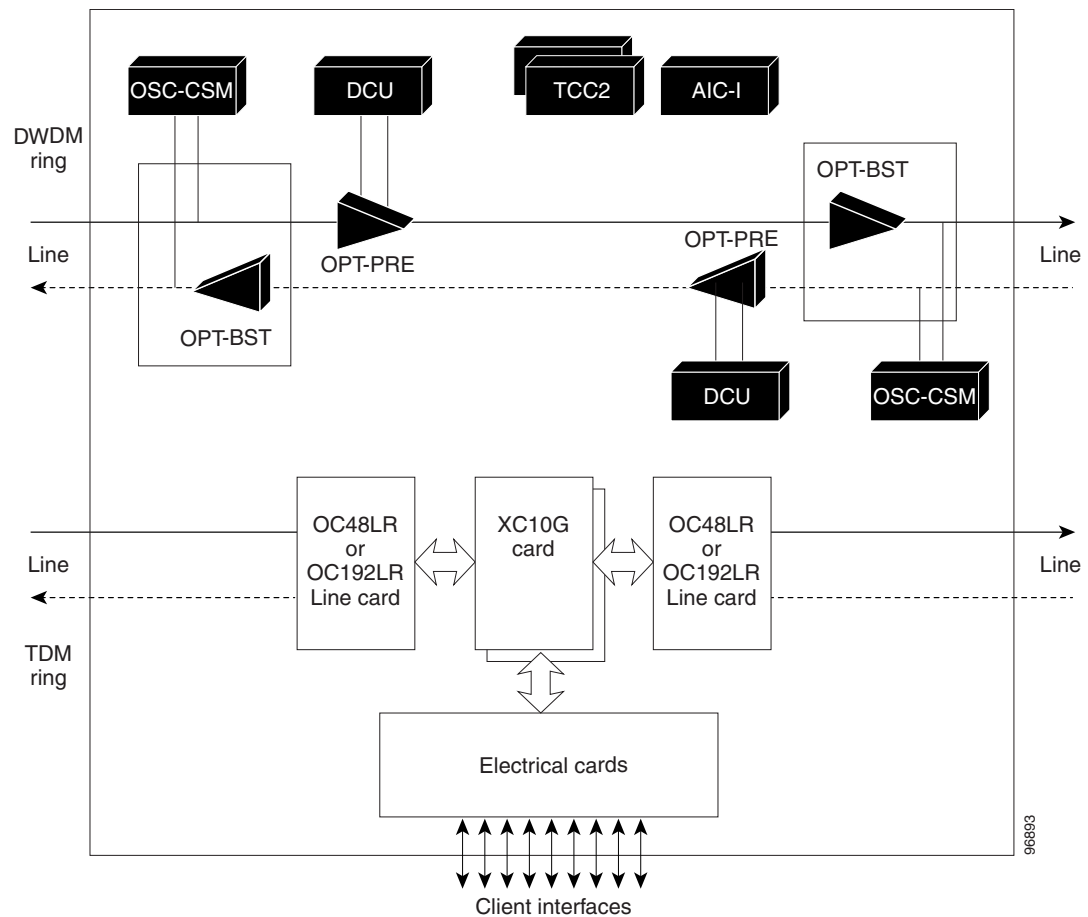 OSC-CSM
DCU
TCC2
AIC-I
DWDM
ring
OPT-BST
OPT-PRE
OPT-PRE
Line
Line
OPT-BST
DCU
OSC-CSM
OC48LR
or
OC192LR
Line card
XC10G
card
OC48LR
or
OC192LR
Line card
Line
Line
TDM
ring
Electrical cards
96893
Client interfaces